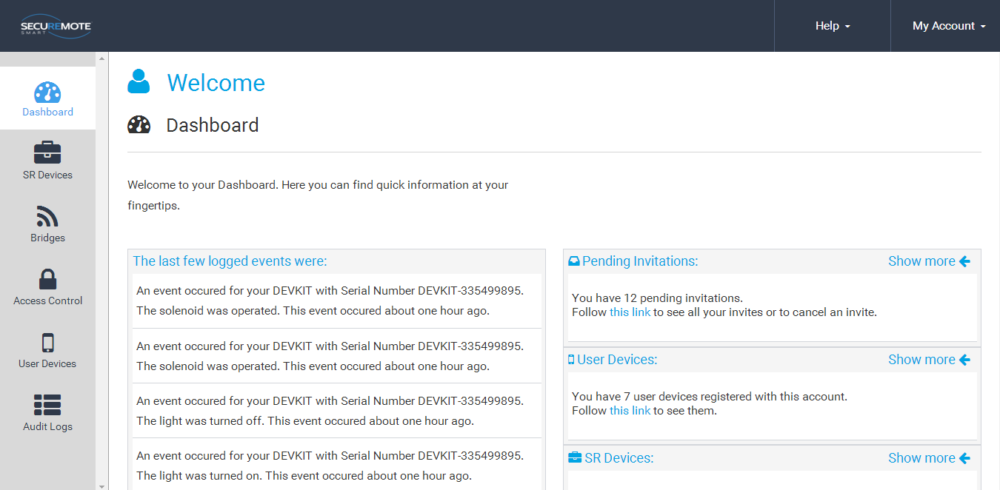 SECUREMOTE
SMART
Help
My Account
Dashboard
SR Devices
Bridges
Access Control
User Devices
Audit Logs
Welcome
Dashboard
Welcome to your Dashboard. Here you can find quick information at your
fingertips.
The last few logged events were:
An event occured for your DEVKIT with Serial Number DEVKIT-335499895.
The solenoid was operated. This event occured about one hour ago.
An event occured for your DEVKIT with Serial Number DEVKIT-335499895.
The solenoid was operated. This event occured about one hour ago.
An event occured for your DEVKIT with Serial Number DEVKIT-335499895.
The light was turned off. This event occured about one hour ago.
An event occured for your DEVKIT with Serial Number DEVKIT-335499895.
The light was turned on. This event occured about one hour ago.
Pending Invitations:
Show more
You have 12 pending invitations.
Follow this link to see all your invites or to cancel an invite.
User Devices:
Show more
You have 7 user devices registered with this account.
Follow this link to see them.
SR Devices:
Show more